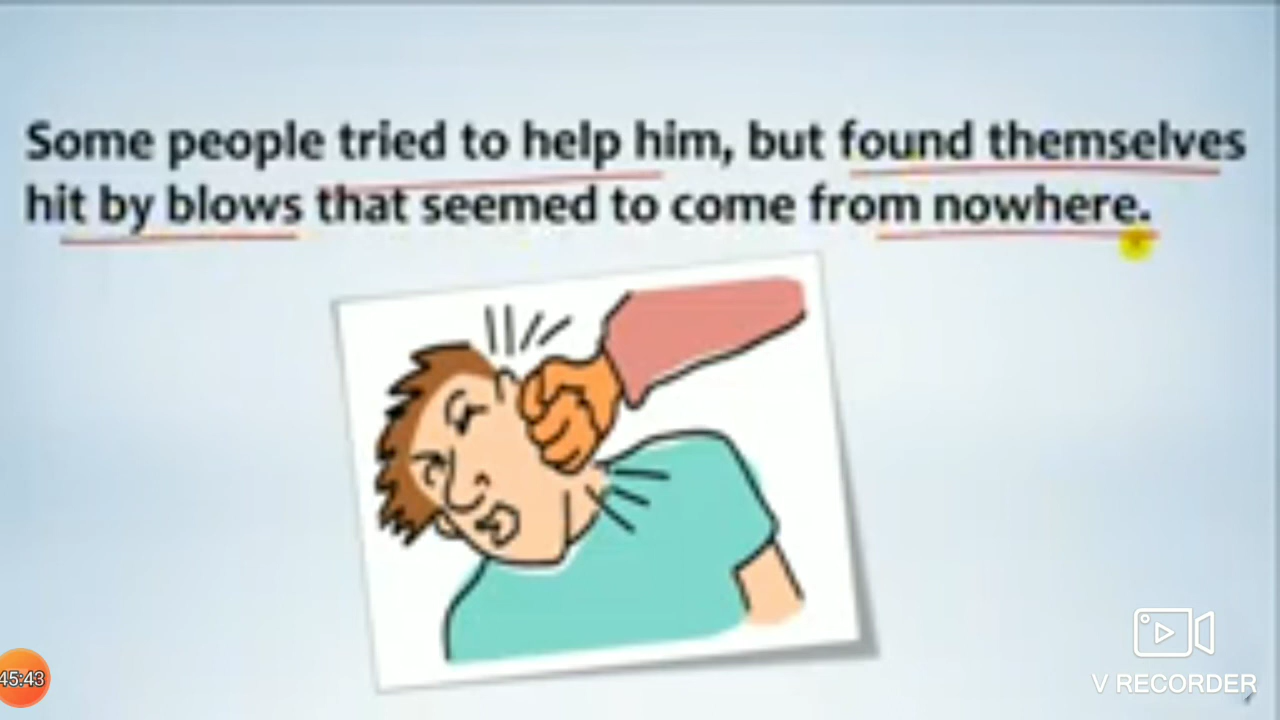 Some people tried to help him, but found themselves
hit by blows that seemed to come from nowhere.
45:43
V RECORDER